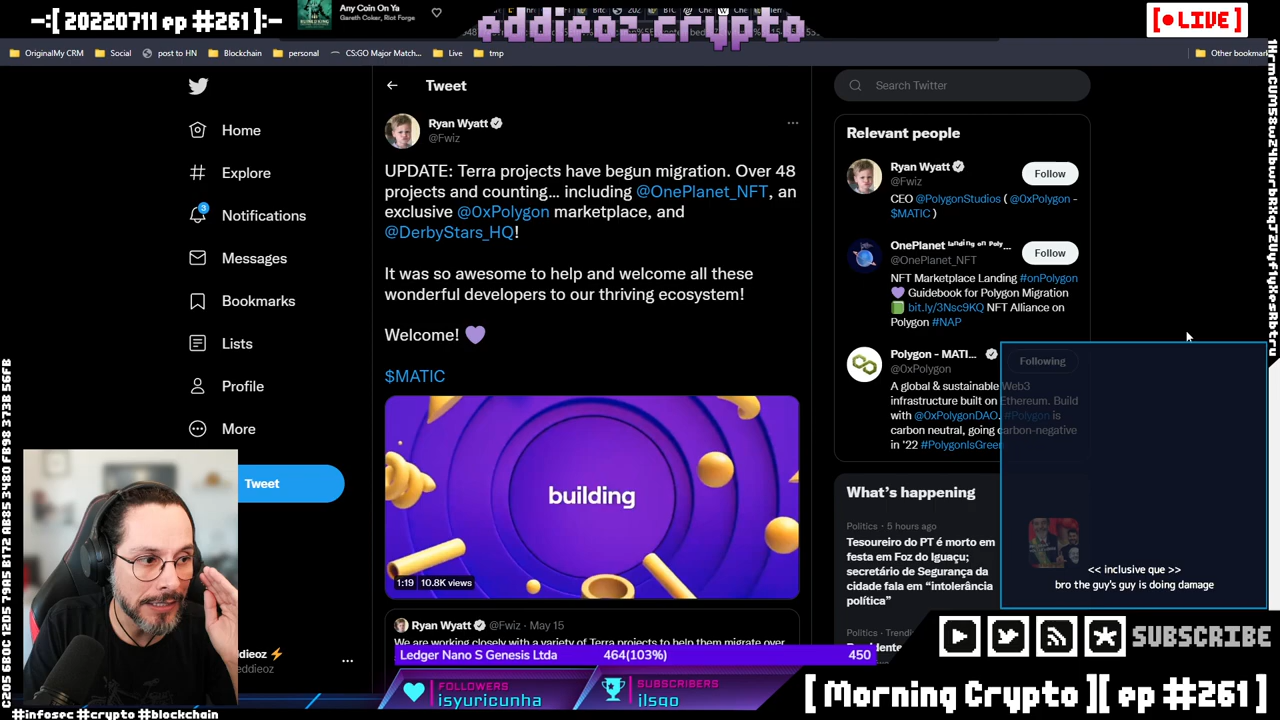 -:[ 20220711 ep #261 ]:-
Any Coin On Ya
Gareth Coker, Riot Forge
eddieoz.crypto
[● LIVE]
OriginalMy CRM
Social
post to HN
Blockchain
personal
CS:GO Major Match...
Live
tmp
Other bookmar
Home
Explore
3
Notifications
Messages
Bookmarks
Lists
Profile
More
Tweet
ddieoz⚡
eddieoz
Tweet
Ryan Wyatt
@Fwiz
UPDATE: Terra projects have begun migration. Over 48
projects and counting... including @OnePlanet_NFT, an
exclusive @0xPolygon marketplace, and
@DerbyStars_HQ!
It was so awesome to help and welcome all these
wonderful developers to our thriving ecosystem!
Welcome! 💜
$MATIC
building
1:19 10.8K views
Ryan Wyatt @Fwiz · May 15
We are working closely with a variety of Terra projects to help them migrate over
Search Twitter
Relevant people
Ryan Wyatt
@Fwiz
Follow
CEO @PolygonStudios ( @0xPolygon -
$MATIC )
OnePlanet ˡᵃⁿᵈⁱⁿᵍ ᵒⁿ ᴾᵒˡʸ...
@OnePlanet_NFT
Follow
NFT Marketplace Landing #onPolygon
💜 Guidebook for Polygon Migration
📗 bit.ly/3Nsc9KQ NFT Alliance on
Polygon #NAP
Polygon - MATI...
@0xPolygon
Following
A global & sustainable Web3
infrastructure built on Ethereum. Build
with @0xPolygonDAO. #Polygon is
carbon neutral, going carbon-negative
in '22 #PolygonIsGreen
What's happening
Politics · 5 hours ago
Tesoureiro do PT é morto em
festa em Foz do Iguaçu;
secretário de Segurança da
cidade fala em “intolerância
política”
Politics · Trendi
<< inclusive que >>
bro the guy's guy is doing damage
SUBSCRIBE
Ledger Nano S Genesis Ltda 464(103%) 450
FOLLOWERS
isyuricunha
SUBSCRIBERS
ilsgo
[ Morning Crypto ][ ep #261 ]
#infosec #crypto #blockchain